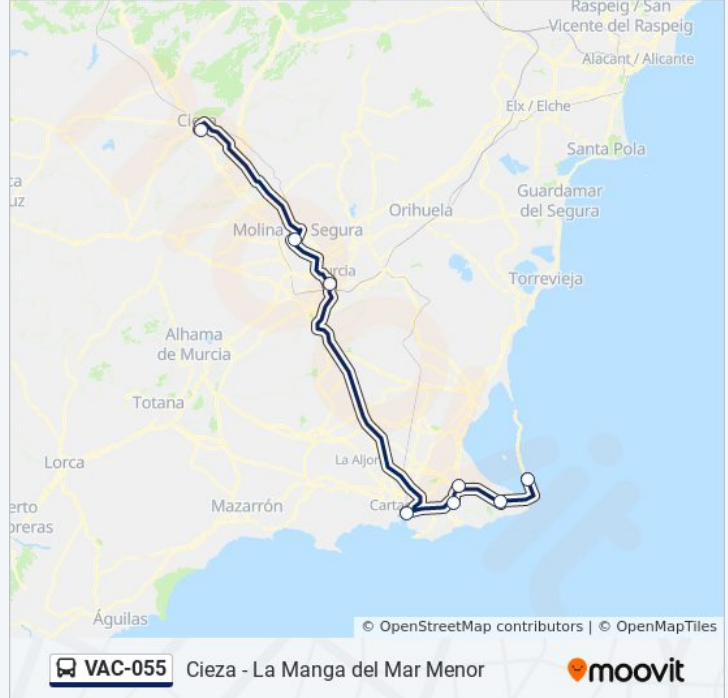 Raspeig / San
Vicente del Raspeig
Alacant / Alicante
Elx / Elche
Santa Pola
Guardamar
del Segura
Orihuela
Molina
Segura
Torrevieja
Alhama
de Murcia
Totana
Lorca
La Aljor
Mazarrón
Carta
Águilas
© OpenStreetMap contributors | © OpenMapTiles
VAC-055
Cieza - La Manga del Mar Menor
moovit